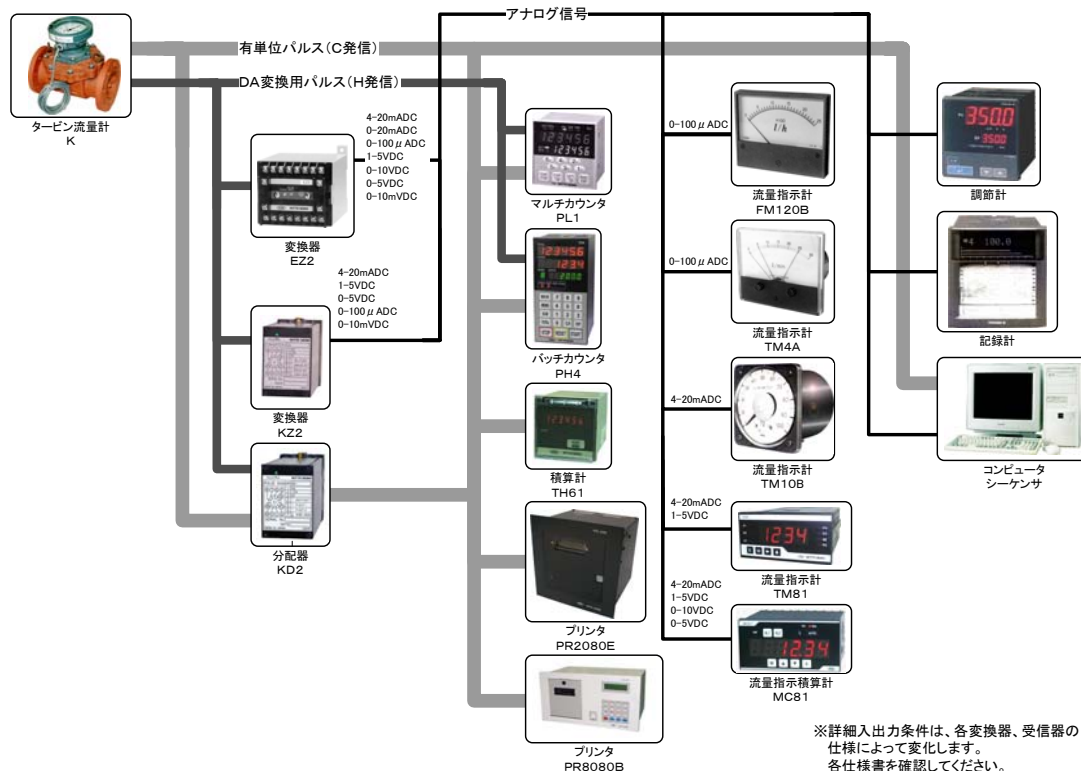 アナログ信号
有単位パルス(C発信)
DA変換用パルス(H発信)
タービン流量計
K
4-20mADC
0-20mADC
0-100μADC
1-5VDC
0-10VDC
0-5VDC
0-10mVDC
変換器
EZ2
4-20mADC
1-5VDC
0-5VDC
0-100μADC
0-10mVDC
変換器
KZ2
分配器
KD2
マルチカウンタ
PL1
バッチカウンタ
PH4
積算計
TH61
プリンタ
PR2080E
プリンタ
PR8080B
0-100μADC
流量指示計
FM120B
0-100μADC
流量指示計
TM4A
4-20mADC
流量指示計
TM10B
4-20mADC
1-5VDC
1234
流量指示計
TM81
4-20mADC
1-5VDC
0-10VDC
0-5VDC
12.34
流量指示積算計
MC81
350.0
3500
調節計
100.0
記録計
コンピュータ
シーケンサ
※詳細入出力条件は、各変換器、受信器の
仕様によって変化します。
各仕様書を確認してください。